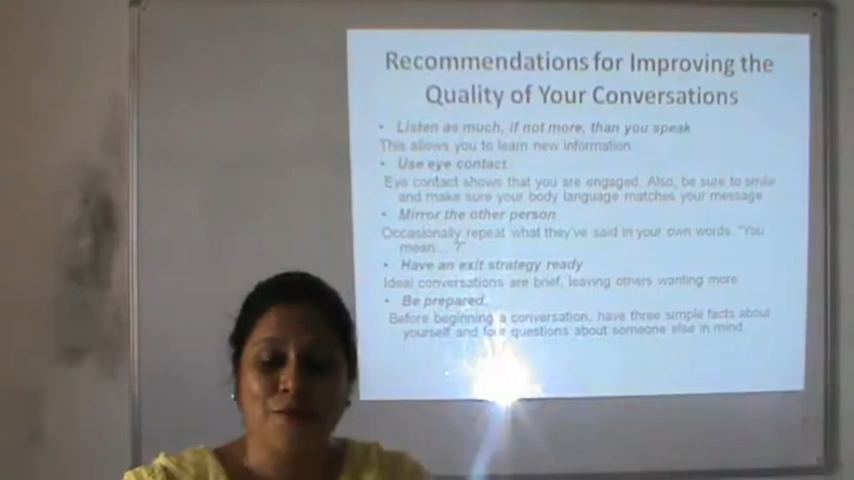 Recommendations for Improving the
Quality of Your Conversations
• Listen as much, if not more, than you speak
This allows you to learn new information
• Use eye contact
Eye contact shows that you are engaged. Also, be sure to smile
and make sure your body language matches your message
• Mirror the other person
Occasionally repeat what they've said in your own words. "You
mean.... ?"
• Have an exit strategy ready
Ideal conversations are brief, leaving others wanting more
• Be prepared.
Before beginning a conversation, have three simple facts about
yourself and four questions about someone else in mind.